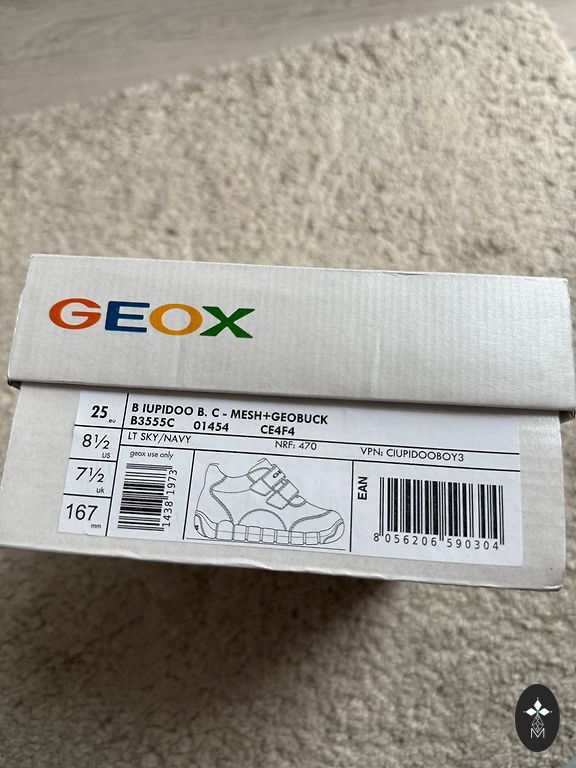 GEOX
25 eu
8½ US
7½ uk
167 mm
B IUPIDOO B. C - MESH+GEOBUCK
B3555C 01454 CE4F4
LT SKY/NAVY NRF: 470 VPN: CIUPIDOOBOY3
geox use only
1438 1973
EAN
8 056206 590304
M